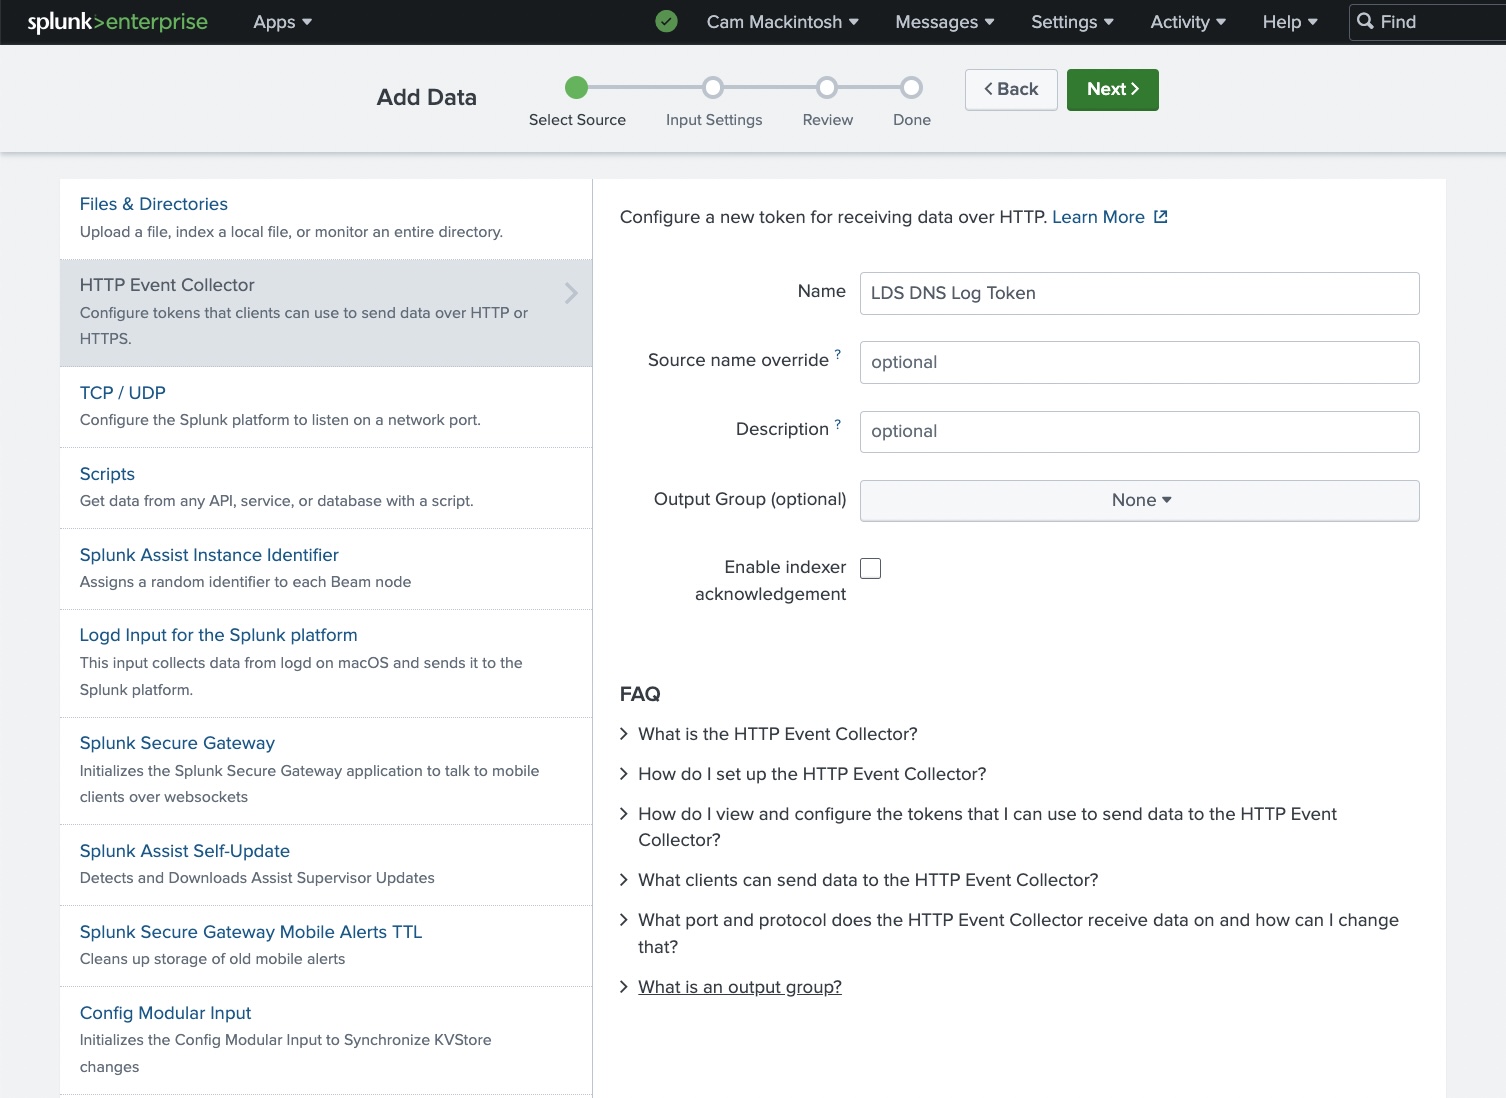 splunk>enterprise Apps Cam Mackintosh Messages Settings Activity Help Find
Add Data
Select Source Input Settings Review Done
Back Next
Files & Directories
Upload a file, index a local file, or monitor an entire directory.
HTTP Event Collector
Configure tokens that clients can use to send data over HTTP or
HTTPS.
TCP / UDP
Configure the Splunk platform to listen on a network port.
Scripts
Get data from any API, service, or database with a script.
Splunk Assist Instance Identifier
Assigns a random identifier to each Beam node
Logd Input for the Splunk platform
This input collects data from logd on macOS and sends it to the
Splunk platform.
Splunk Secure Gateway
Initializes the Splunk Secure Gateway application to talk to mobile
clients over websockets
Splunk Assist Self-Update
Detects and Downloads Assist Supervisor Updates
Splunk Secure Gateway Mobile Alerts TTL
Cleans up storage of old mobile alerts
Config Modular Input
Initializes the Config Modular Input to Synchronize KVStore
changes
Configure a new token for receiving data over HTTP. Learn More
Name LDS DNS Log Token
Source name override ? optional
Description ? optional
Output Group (optional) None
Enable indexer
acknowledgement
FAQ
What is the HTTP Event Collector?
How do I set up the HTTP Event Collector?
How do I view and configure the tokens that I can use to send data to the HTTP Event
Collector?
What clients can send data to the HTTP Event Collector?
What port and protocol does the HTTP Event Collector receive data on and how can I change
that?
What is an output group?